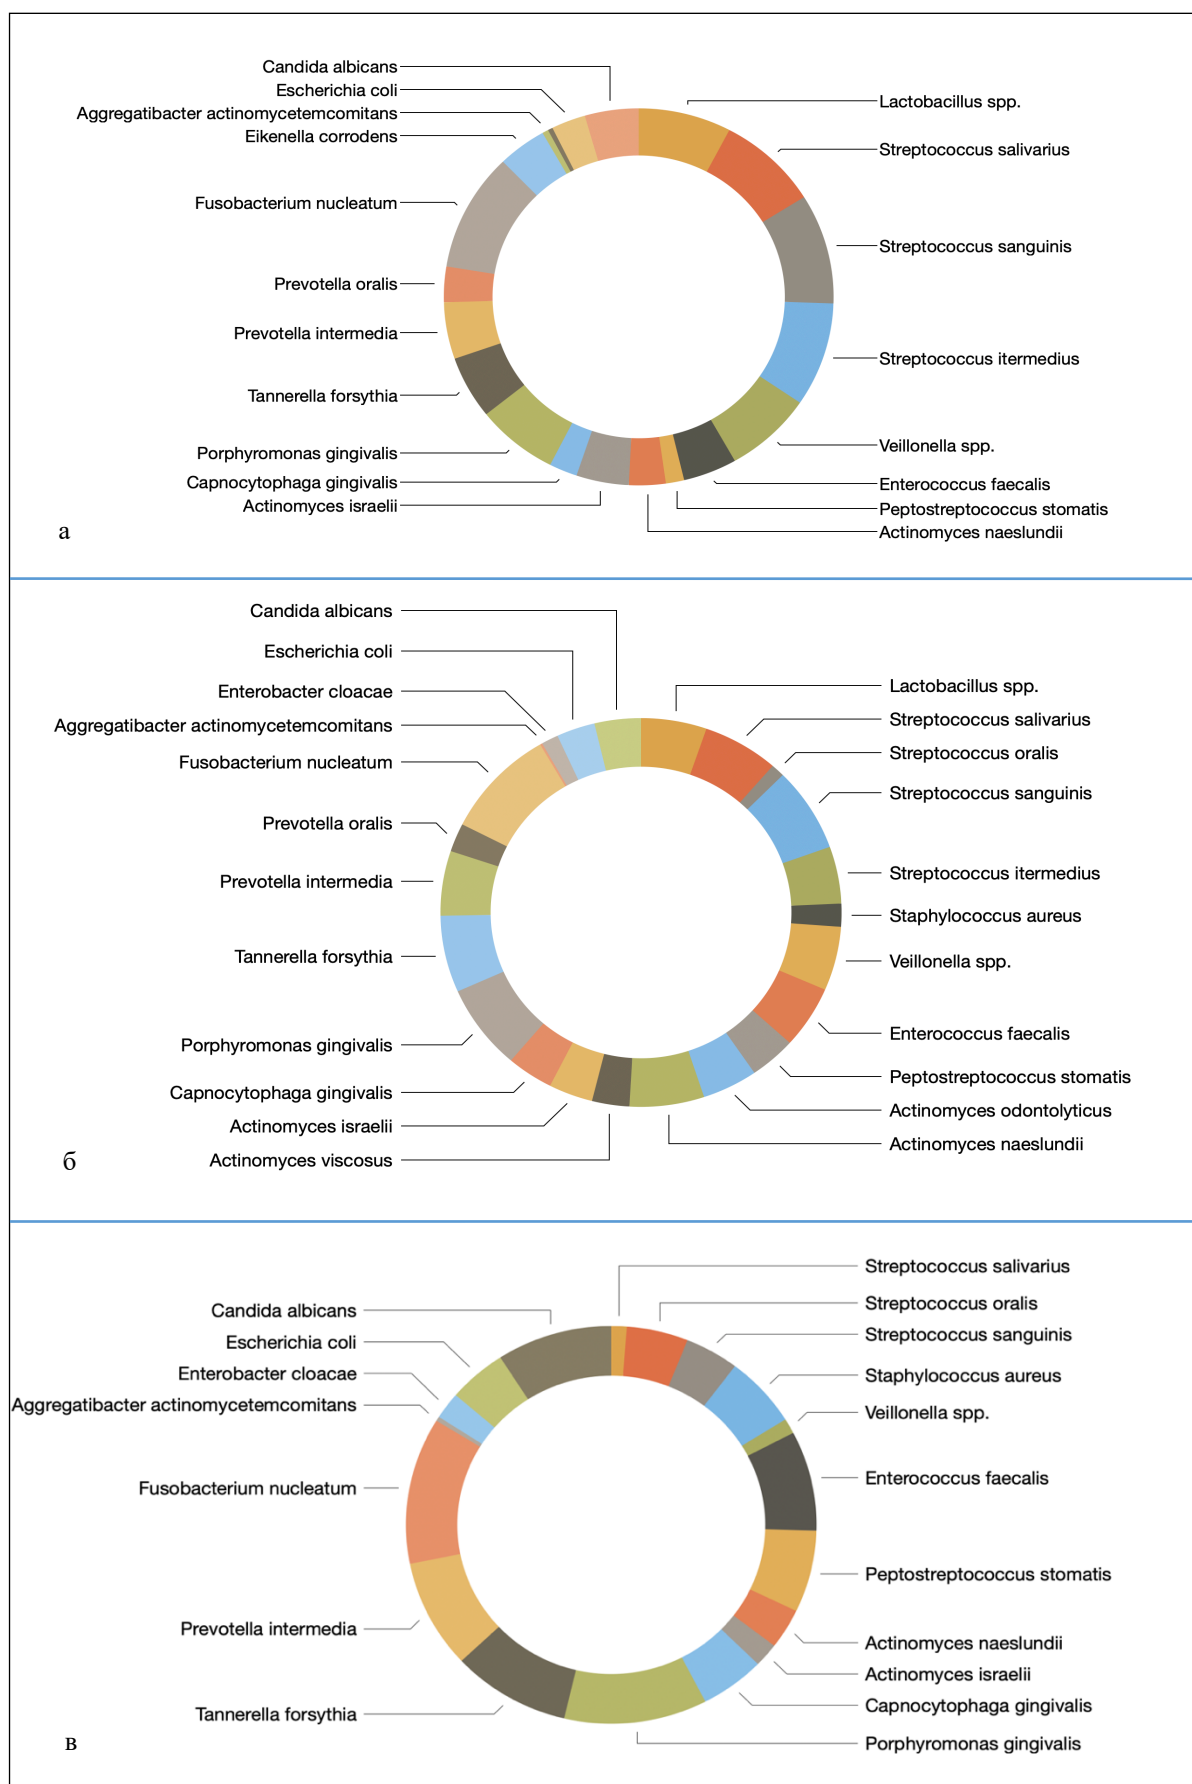 Candida albicans
Escherichia coli
Aggregatibacter actinomycetemcomitans
Eikenella corrodens
Fusobacterium nucleatum
Prevotella oralis
Prevotella intermedia
Tannerella forsythia
Porphyromonas gingivalis
Capnocytophaga gingivalis
Actinomyces israelii
Lactobacillus spp.
Streptococcus salivarius
Streptococcus sanguinis
Streptococcus itermedius
Veillonella spp.
Enterococcus faecalis
Peptostreptococcus stomatis
Actinomyces naeslundii
а
Candida albicans
Escherichia coli
Enterobacter cloacae
Aggregatibacter actinomycetemcomitans
Fusobacterium nucleatum
Prevotella oralis
Prevotella intermedia
Tannerella forsythia
Porphyromonas gingivalis
Capnocytophaga gingivalis
Actinomyces israelii
Actinomyces viscosus
Lactobacillus spp.
Streptococcus salivarius
Streptococcus oralis
Streptococcus sanguinis
Streptococcus itermedius
Staphylococcus aureus
Veillonella spp.
Enterococcus faecalis
Peptostreptococcus stomatis
Actinomyces odontolyticus
Actinomyces naeslundii
б
Candida albicans
Escherichia coli
Enterobacter cloacae
Aggregatibacter actinomycetemcomitans
Fusobacterium nucleatum
Prevotella intermedia
Tannerella forsythia
Streptococcus salivarius
Streptococcus oralis
Streptococcus sanguinis
Staphylococcus aureus
Veillonella spp.
Enterococcus faecalis
Peptostreptococcus stomatis
Actinomyces naeslundii
Actinomyces israelii
Capnocytophaga gingivalis
Porphyromonas gingivalis
в